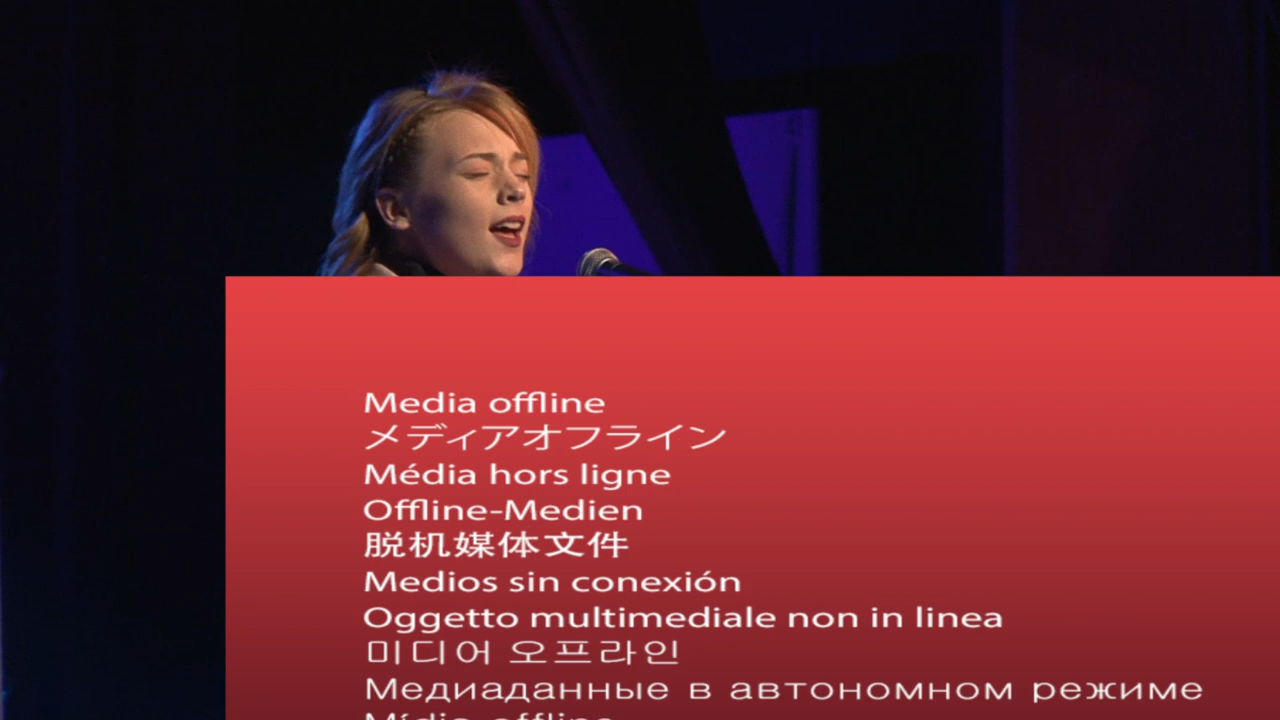 Media offline
メディアオフライン
Média hors ligne
Offline-Medien
脱机媒体文件
Medios sin conexión
Oggetto multimediale non in linea
미디어 오프라인
Медиаданные в автономном режиме
Mídia offline